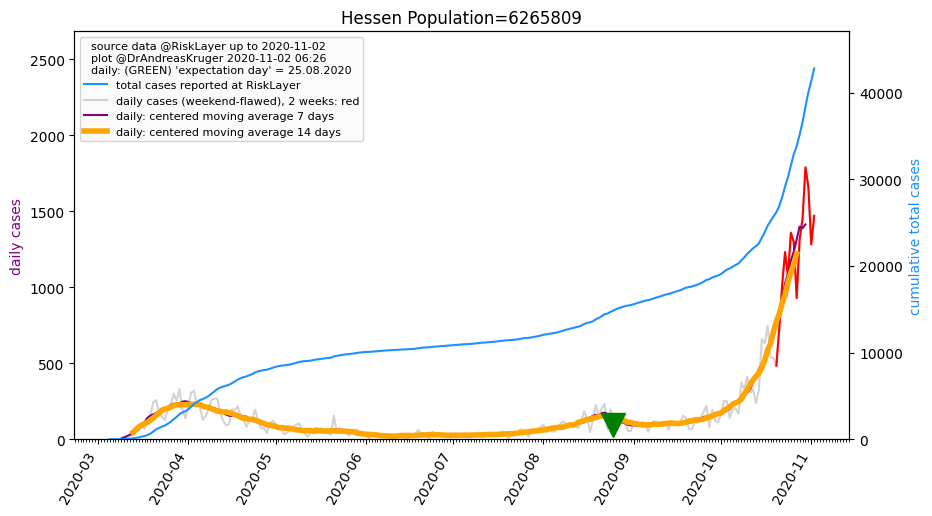 Hessen Population=6265809
source data @RiskLayer up to 2020-11-02
plot @DrAndreasKruger 2020-11-02 06:26
daily: (GREEN) 'expectation day' = 25.08.2020
total cases reported at RiskLayer
daily cases (weekend-flawed), 2 weeks: red
daily: centered moving average 7 days
daily: centered moving average 14 days
daily cases
2500
2000
1500
1000
500
0
cumulative total cases
40000
30000
20000
10000
0
2020-03
2020-04
2020-05
2020-06
2020-07
2020-08
2020-09
2020-10
2020-11